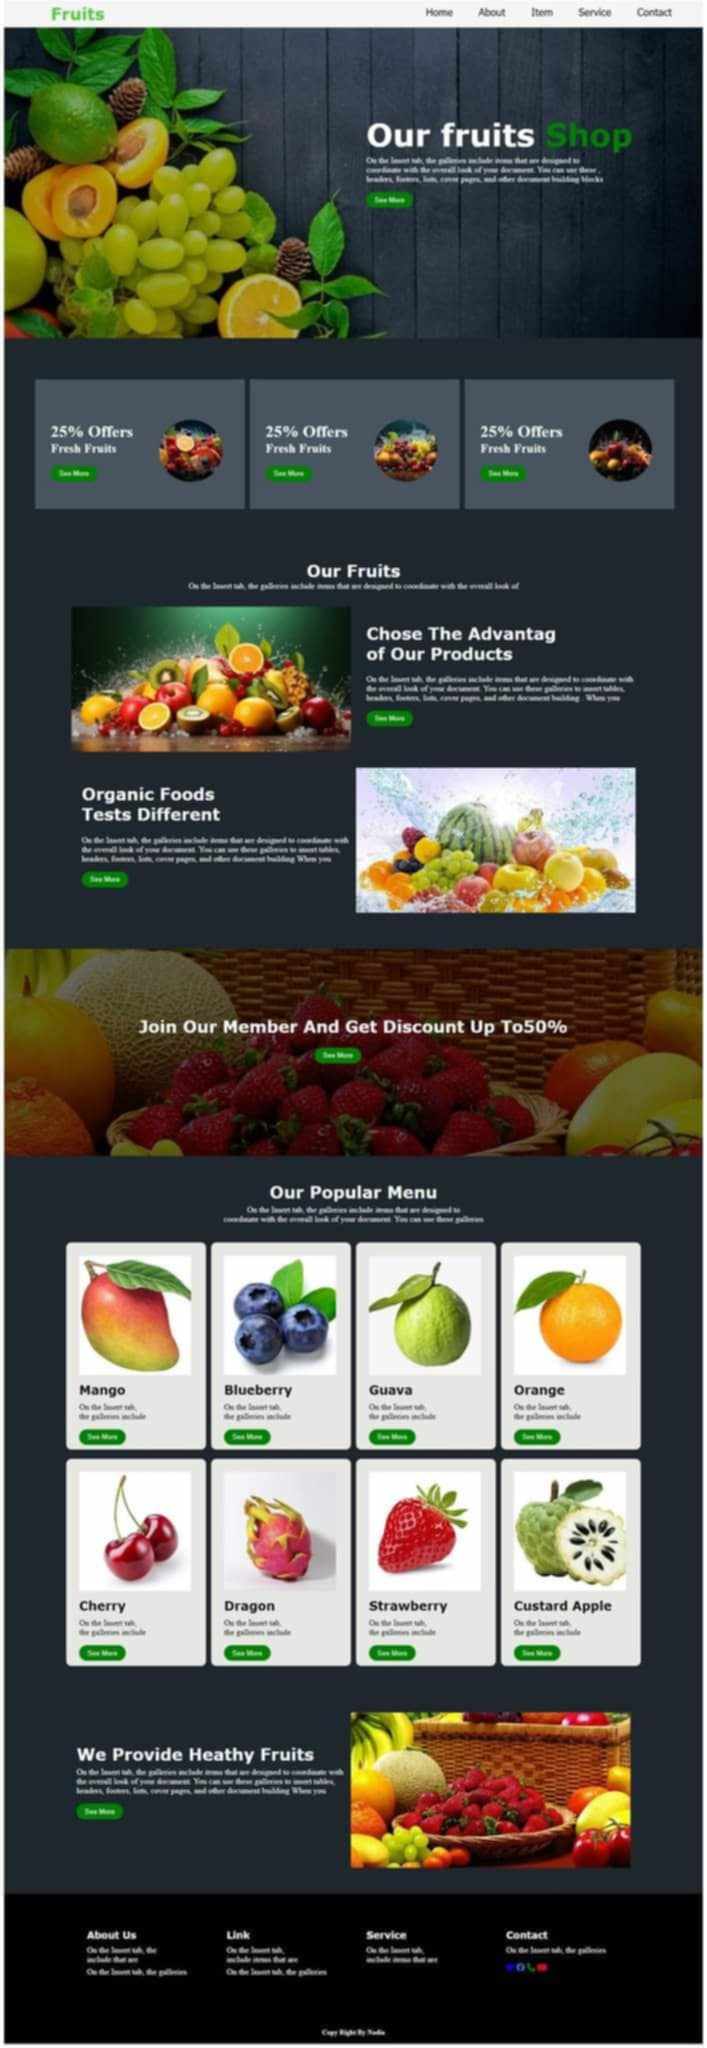 Fruits
Home About Item Service Contact
Our fruits Shop
On the Insert tab, the galleries include items that are designed to
coordinate with the overall look of your document. You can use these ,
headers, footers, lists, cover pages, and other document building blocks
See More
25% Offers
Fresh Fruits
See More
25% Offers
Fresh Fruits
See More
25% Offers
Fresh Fruits
See More
Our Fruits
On the Insert tab, the galleries include items that are designed to coordinate with the overall look of
Chose The Advantag
of Our Products
On the Insert tab, the galleries include items that are designed to coordinate with
the overall look of your document. You can use these galleries to insert tables,
headers, footers, lists, cover pages, and other document building . When you
See More
Organic Foods
Tests Different
On the Insert tab, the galleries include items that are designed to coordinate with
the overall look of your document. You can use these galleries to insert tables,
headers, footers, lists, cover pages, and other document building When you
See More
Join Our Member And Get Discount Up To50%
See More
Our Popular Menu
On the Insert tab, the galleries include items that are designed to
coordinate with the overall look of your document. You can use these galleries
Mango
On the Insert tab,
the galleries include
See More
Blueberry
On the Insert tab,
the galleries include
See More
Guava
On the Insert tab,
the galleries include
See More
Orange
On the Insert tab,
the galleries include
See More
Cherry
On the Insert tab,
the galleries include
See More
Dragon
On the Insert tab,
the galleries include
See More
Strawberry
On the Insert tab,
the galleries include
See More
Custard Apple
On the Insert tab,
the galleries include
See More
We Provide Heathy Fruits
On the Insert tab, the galleries include items that are designed to coordinate with
the overall look of your document. You can use these galleries to insert tables,
headers, footers, lists, cover pages, and other document building When you
See More
About Us
On the Insert tab, the
include that are
On the Insert tab, the galleries
Link
On the Insert tab,
include items that are
On the Insert tab, the galleries
Service
On the Insert tab,
include items that are
Contact
On the Insert tab, the galleries
Copy Right By Nadia